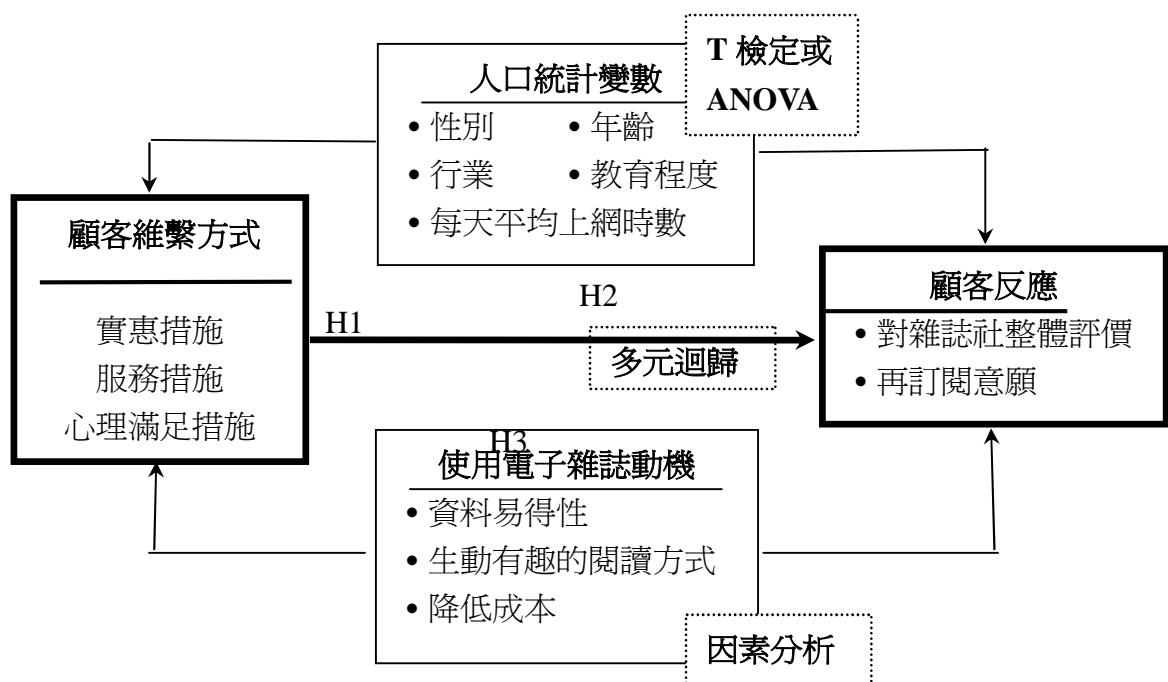 T 檢定或
ANOVA
人口統計變數
• 性別 • 年齡
• 行業 • 教育程度
• 每天平均上網時數
顧客維繫方式
實惠措施
服務措施
心理滿足措施
H1
H2
多元迴歸
顧客反應
• 對雜誌社整體評價
• 再訂閱意願
H3
使用電子雜誌動機
• 資料易得性
• 生動有趣的閱讀方式
• 降低成本
因素分析